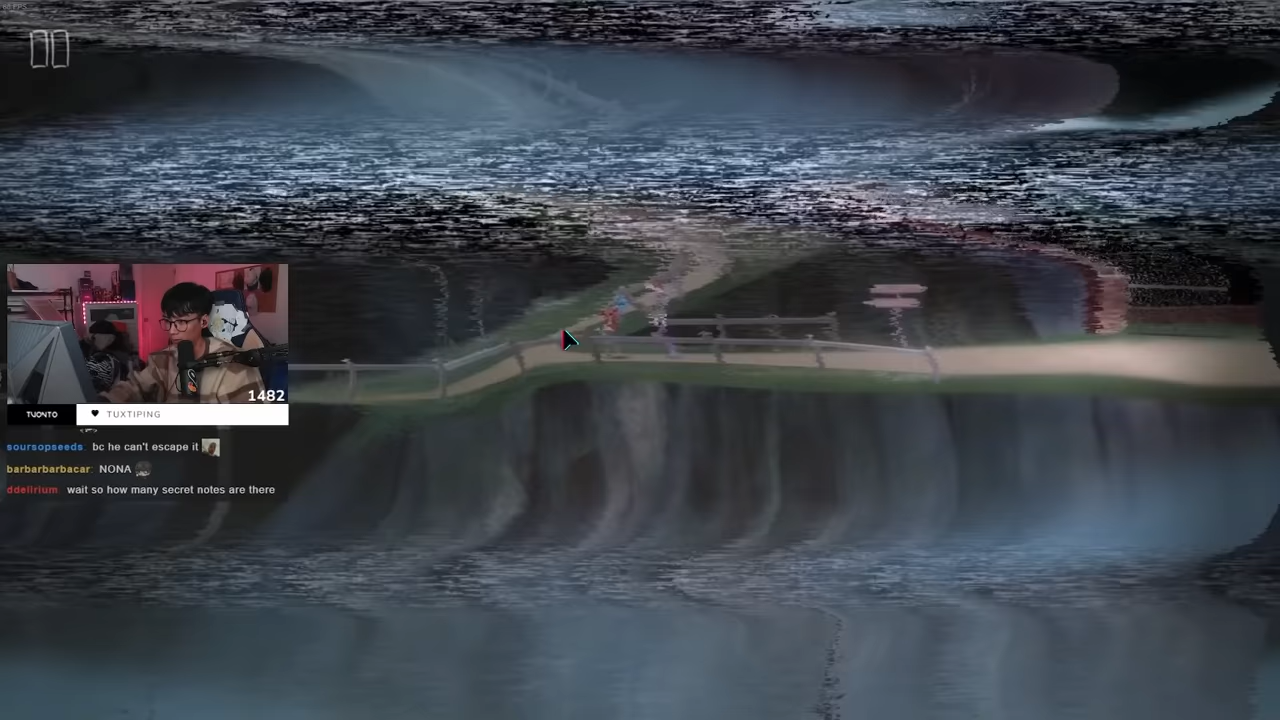 1482
TUONTO
♥ TUXTIPING
soursopseeds: bc he can't escape it
barbarbarbacar: NONA
ddelirium: wait so how many secret notes are there